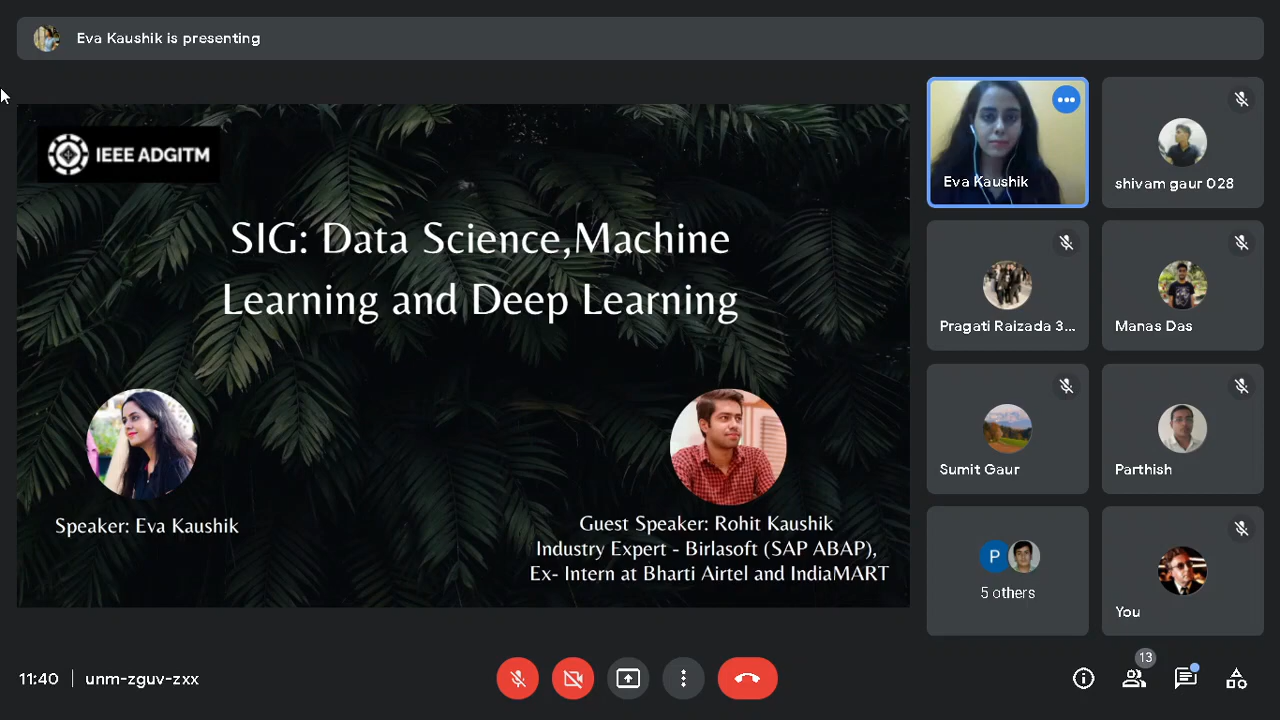 Eva Kaushik is presenting
IEEE ADGITM
SIG: Data Science,Machine
Learning and Deep Learning
Speaker: Eva Kaushik
Guest Speaker: Rohit Kaushik
Industry Expert - Birlasoft (SAP ABAP),
Ex- Intern at Bharti Airtel and IndiaMART
Eva Kaushik
shivam gaur 028
Pragati Raizada 3...
Manas Das
Sumit Gaur
Parthish
P
5 others
You
11:40
unm-zguv-zxx
13